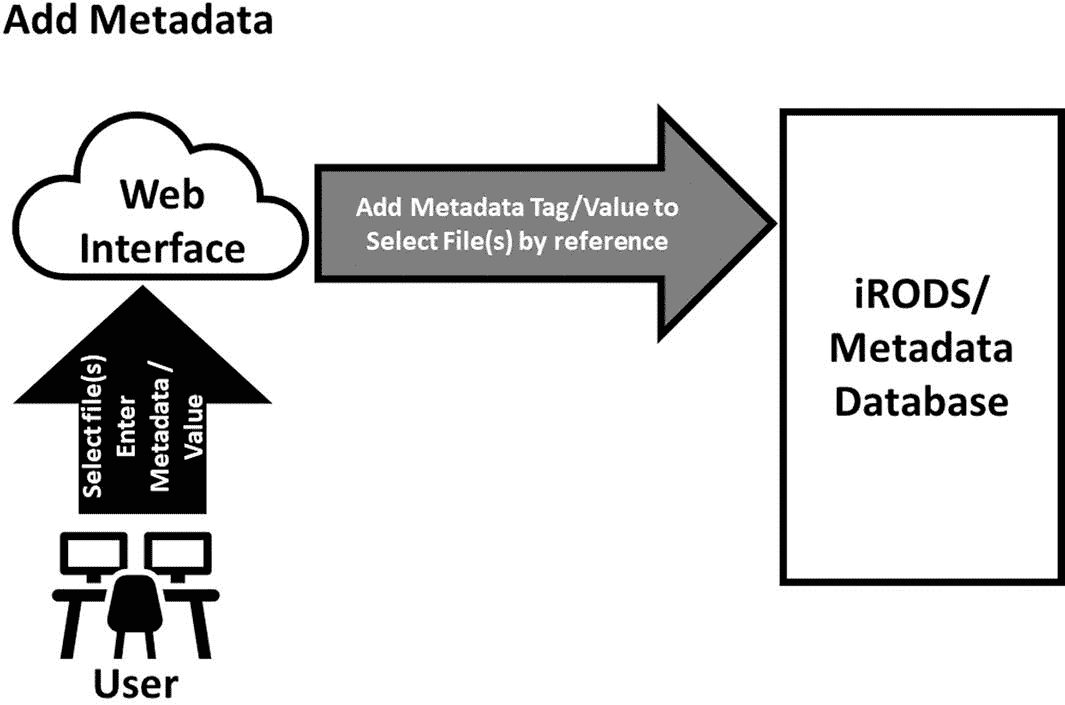 Add Metadata
Web
Interface
Add Metadata Tag/Value to
Select File(s) by reference
iRODS/
Metadata
Database
Select file(s)
Enter
Metadata /
Value
User